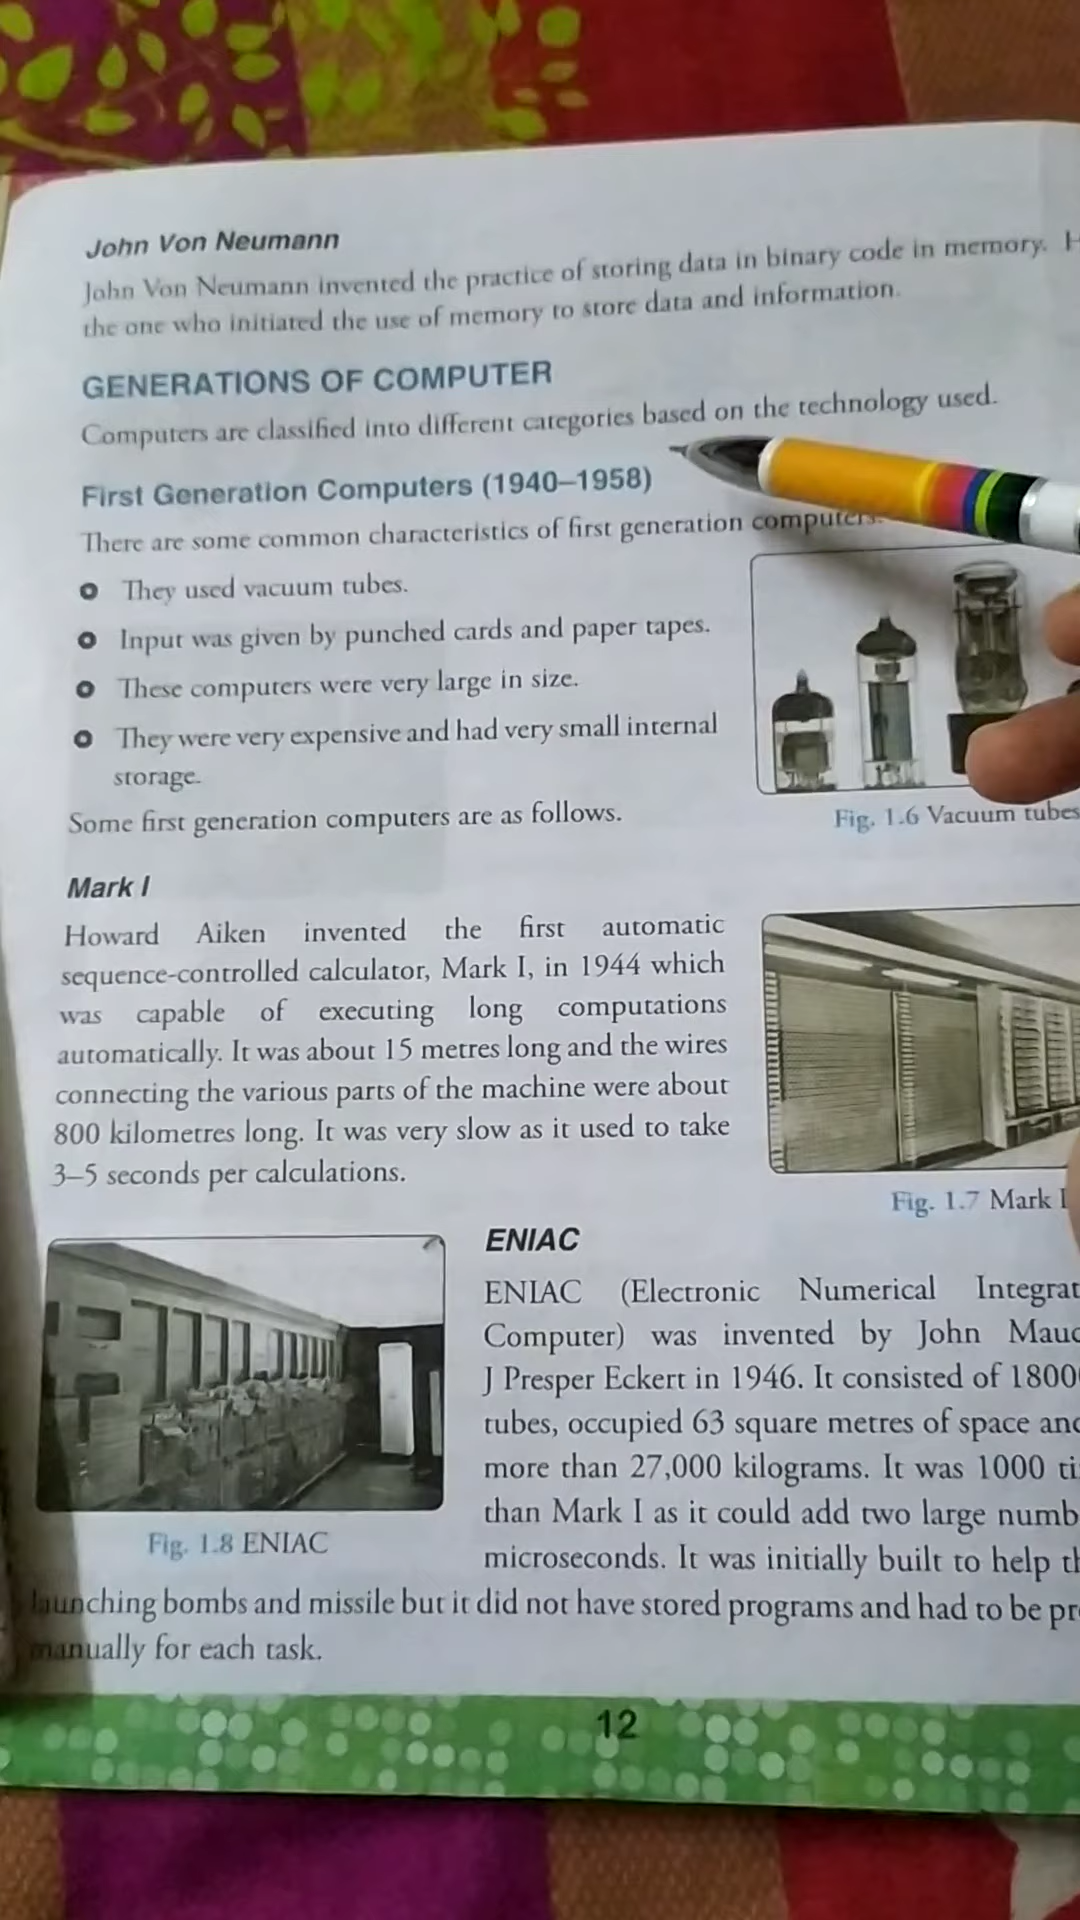 John Von Neumann
John Von Neumann invented the practice of storing data in binary code in memory.
the one who initiated the use of memory to store data and information.
GENERATIONS OF COMPUTER
Computers are classified into different categories based on the technology used.
First Generation Computers (1940–1958)
There are some common characteristics of first generation computers.
They used vacuum tubes.
Input was given by punched cards and paper tapes.
These computers were very large in size.
They were very expensive and had very small internal
storage.
Some first generation computers are as follows.
Fig. 1.6 Vacuum tubes
Mark I
Howard Aiken invented the first automatic
sequence-controlled calculator, Mark I, in 1944 which
was capable of executing long computations
automatically. It was about 15 metres long and the wires
connecting the various parts of the machine were about
800 kilometres long. It was very slow as it used to take
3–5 seconds per calculations.
Fig. 1.7 Mark I
ENIAC
ENIAC (Electronic Numerical Integrat
Computer) was invented by John Mauc
J Presper Eckert in 1946. It consisted of 1800
tubes, occupied 63 square metres of space and
more than 27,000 kilograms. It was 1000 ti
than Mark I as it could add two large numb
microseconds. It was initially built to help th
Fig. 1.8 ENIAC
launching bombs and missile but it did not have stored programs and had to be pr
manually for each task.
12